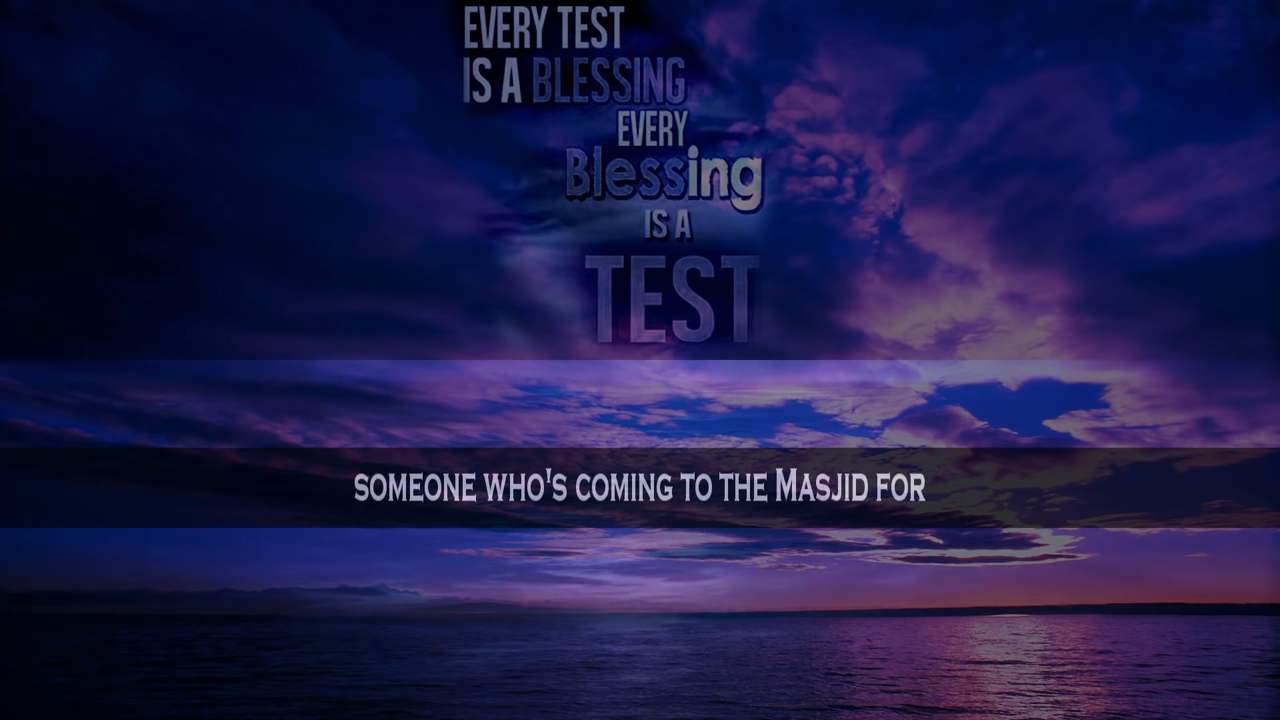 EVERY TEST
IS A BLESSING
EVERY
Blessing
IS A
TEST
someone who's coming to the Masjid for